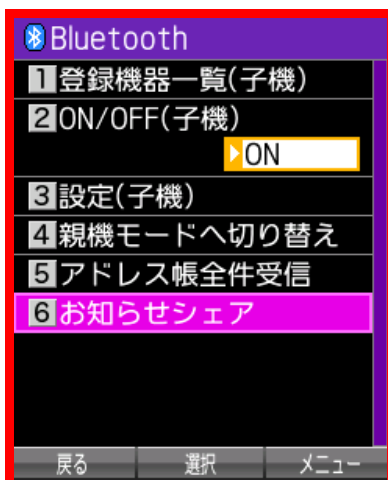 Bluetooth
1登録機器一覧(子機)
2ON/OFF(子機)
ON
3設定(子機)
4親機モードへ切り替え
5アドレス帳全件受信
6お知らせシェア
戻る 選択 メニュー